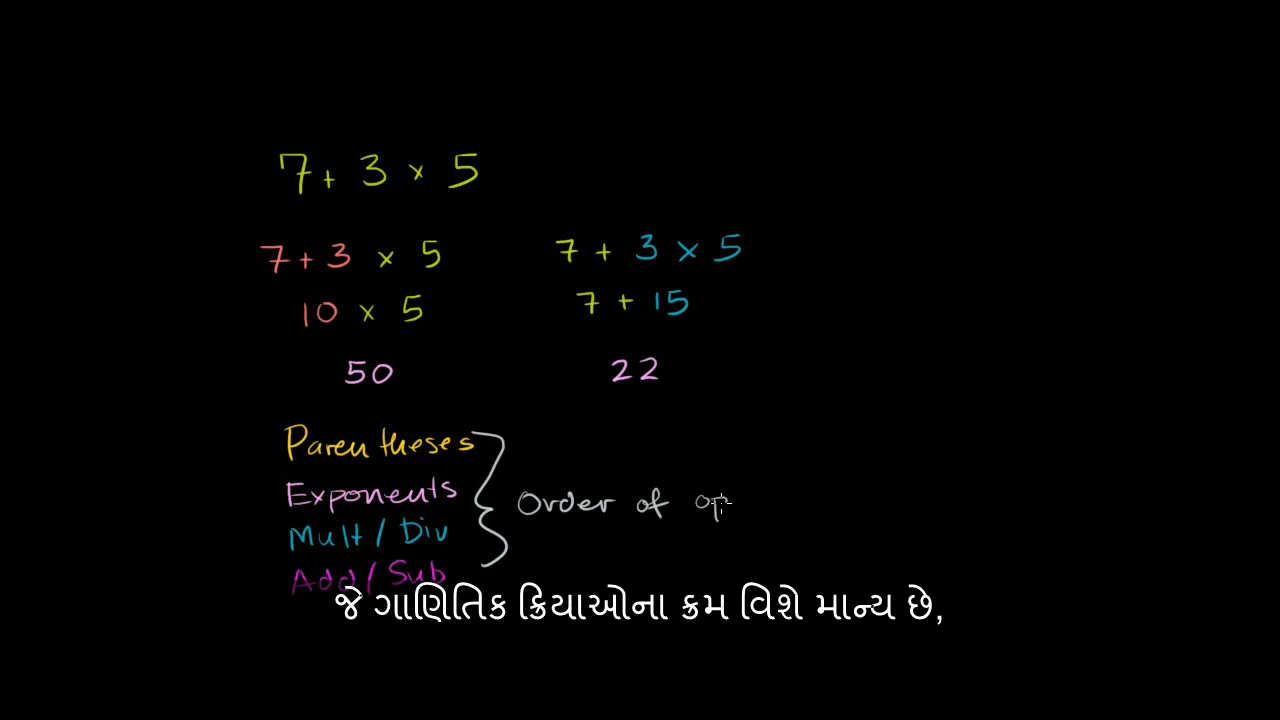 7 + 3 × 5
7 + 3 × 5
10 × 5
50
7 + 3 × 5
7 + 15
22
Parentheses
Exponents
Mult / Div
Add / Sub
Order of op
જે ગાણિતિક ક્રિયાઓના ક્રમ વિશે માન્ય છે,